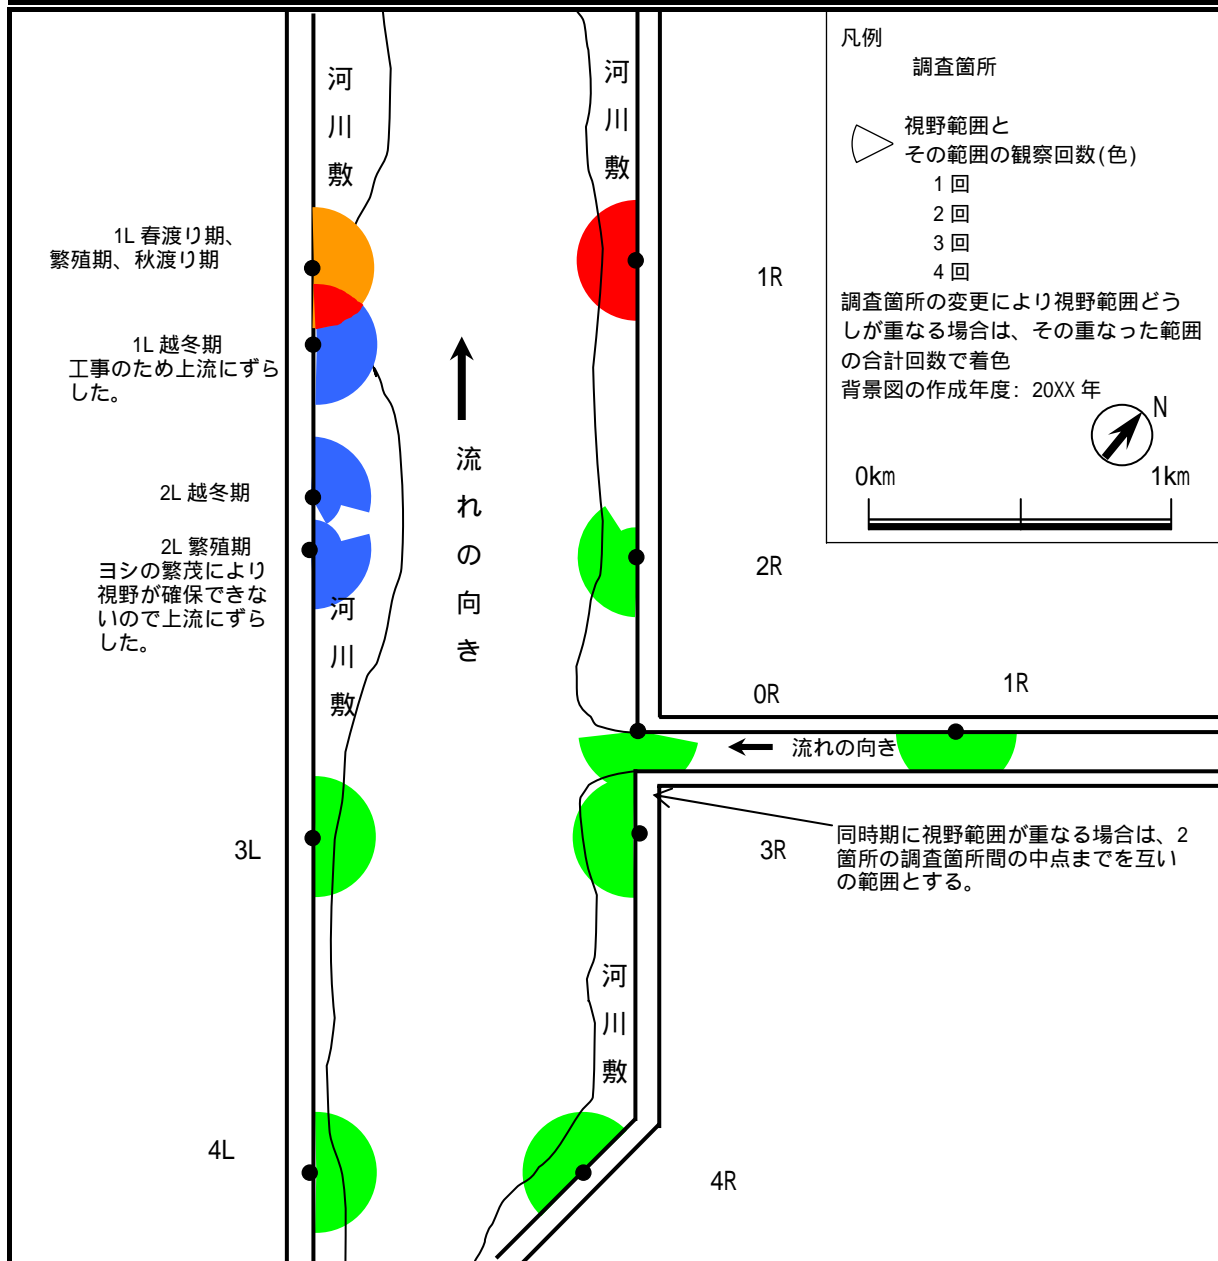 凡例
調査箇所
視野範囲と
その範囲の観察回数(色)
1回
2回
3回
4回
調査箇所の変更により視野範囲どう
しが重なる場合は、その重なった範囲
の合計回数で着色
背景図の作成年度: 20XX 年
N
0km 1km
河川敷
河川敷
1L 春渡り期、
繁殖期、秋渡り期
1R
1L 越冬期
工事のため上流にずら
した。
流れの向き
2L 越冬期
2L 繁殖期
ヨシの繁茂により
視野が確保できな
いので上流にずら
した。
河川敷
2R
0R
1R
流れの向き
3L
3R
同時期に視野範囲が重なる場合は、2
箇所の調査箇所間の中点までを互い
の範囲とする。
河川敷
4L
4R